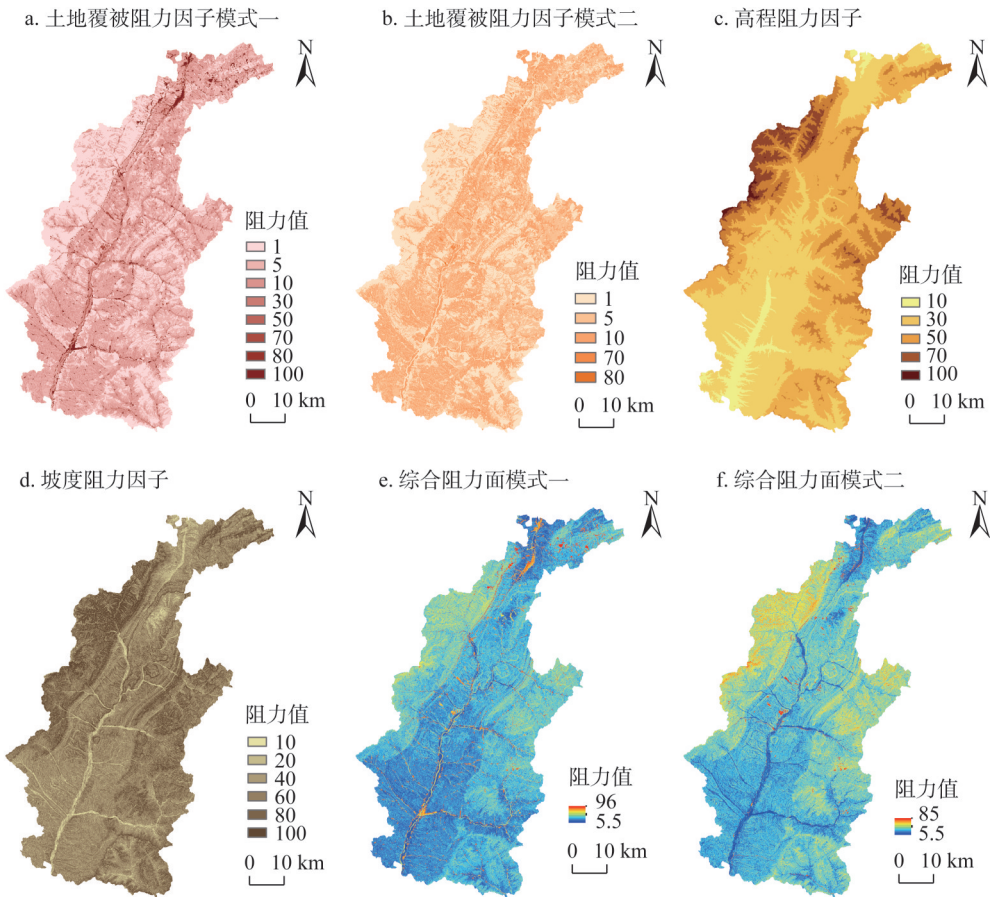 a. 土地覆被阻力因子模式一
N
阻力值
1
5
10
30
50
70
80
100
0 10 km
b. 土地覆被阻力因子模式二
N
阻力值
1
5
10
70
80
0 10 km
c. 高程阻力因子
N
阻力值
10
30
50
70
100
0 10 km
d. 坡度阻力因子
N
阻力值
10
20
40
60
80
100
0 10 km
e. 综合阻力面模式一
N
阻力值
96
5.5
0 10 km
f. 综合阻力面模式二
N
阻力值
85
5.5
0 10 km